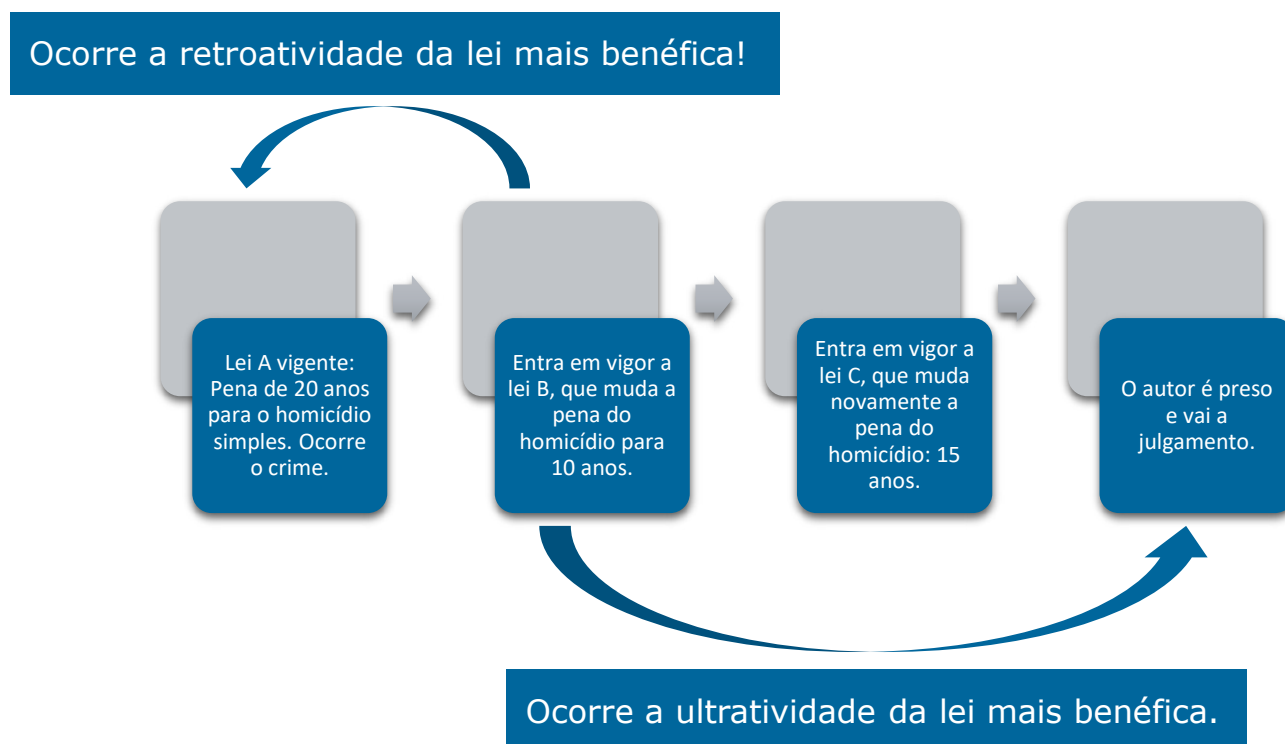 Ocorre a retroatividade da lei mais benéfica!
Lei A vigente:
Pena de 20 anos
para o homicídio
simples. Ocorre
o crime.
Entra em vigor a
lei B, que muda a
pena do
homicídio para
10 anos.
Entra em vigor a
lei C, que muda
novamente a
pena do
homicídio: 15
anos.
O autor é preso
e vai a
julgamento.
Ocorre a ultratividade da lei mais benéfica.